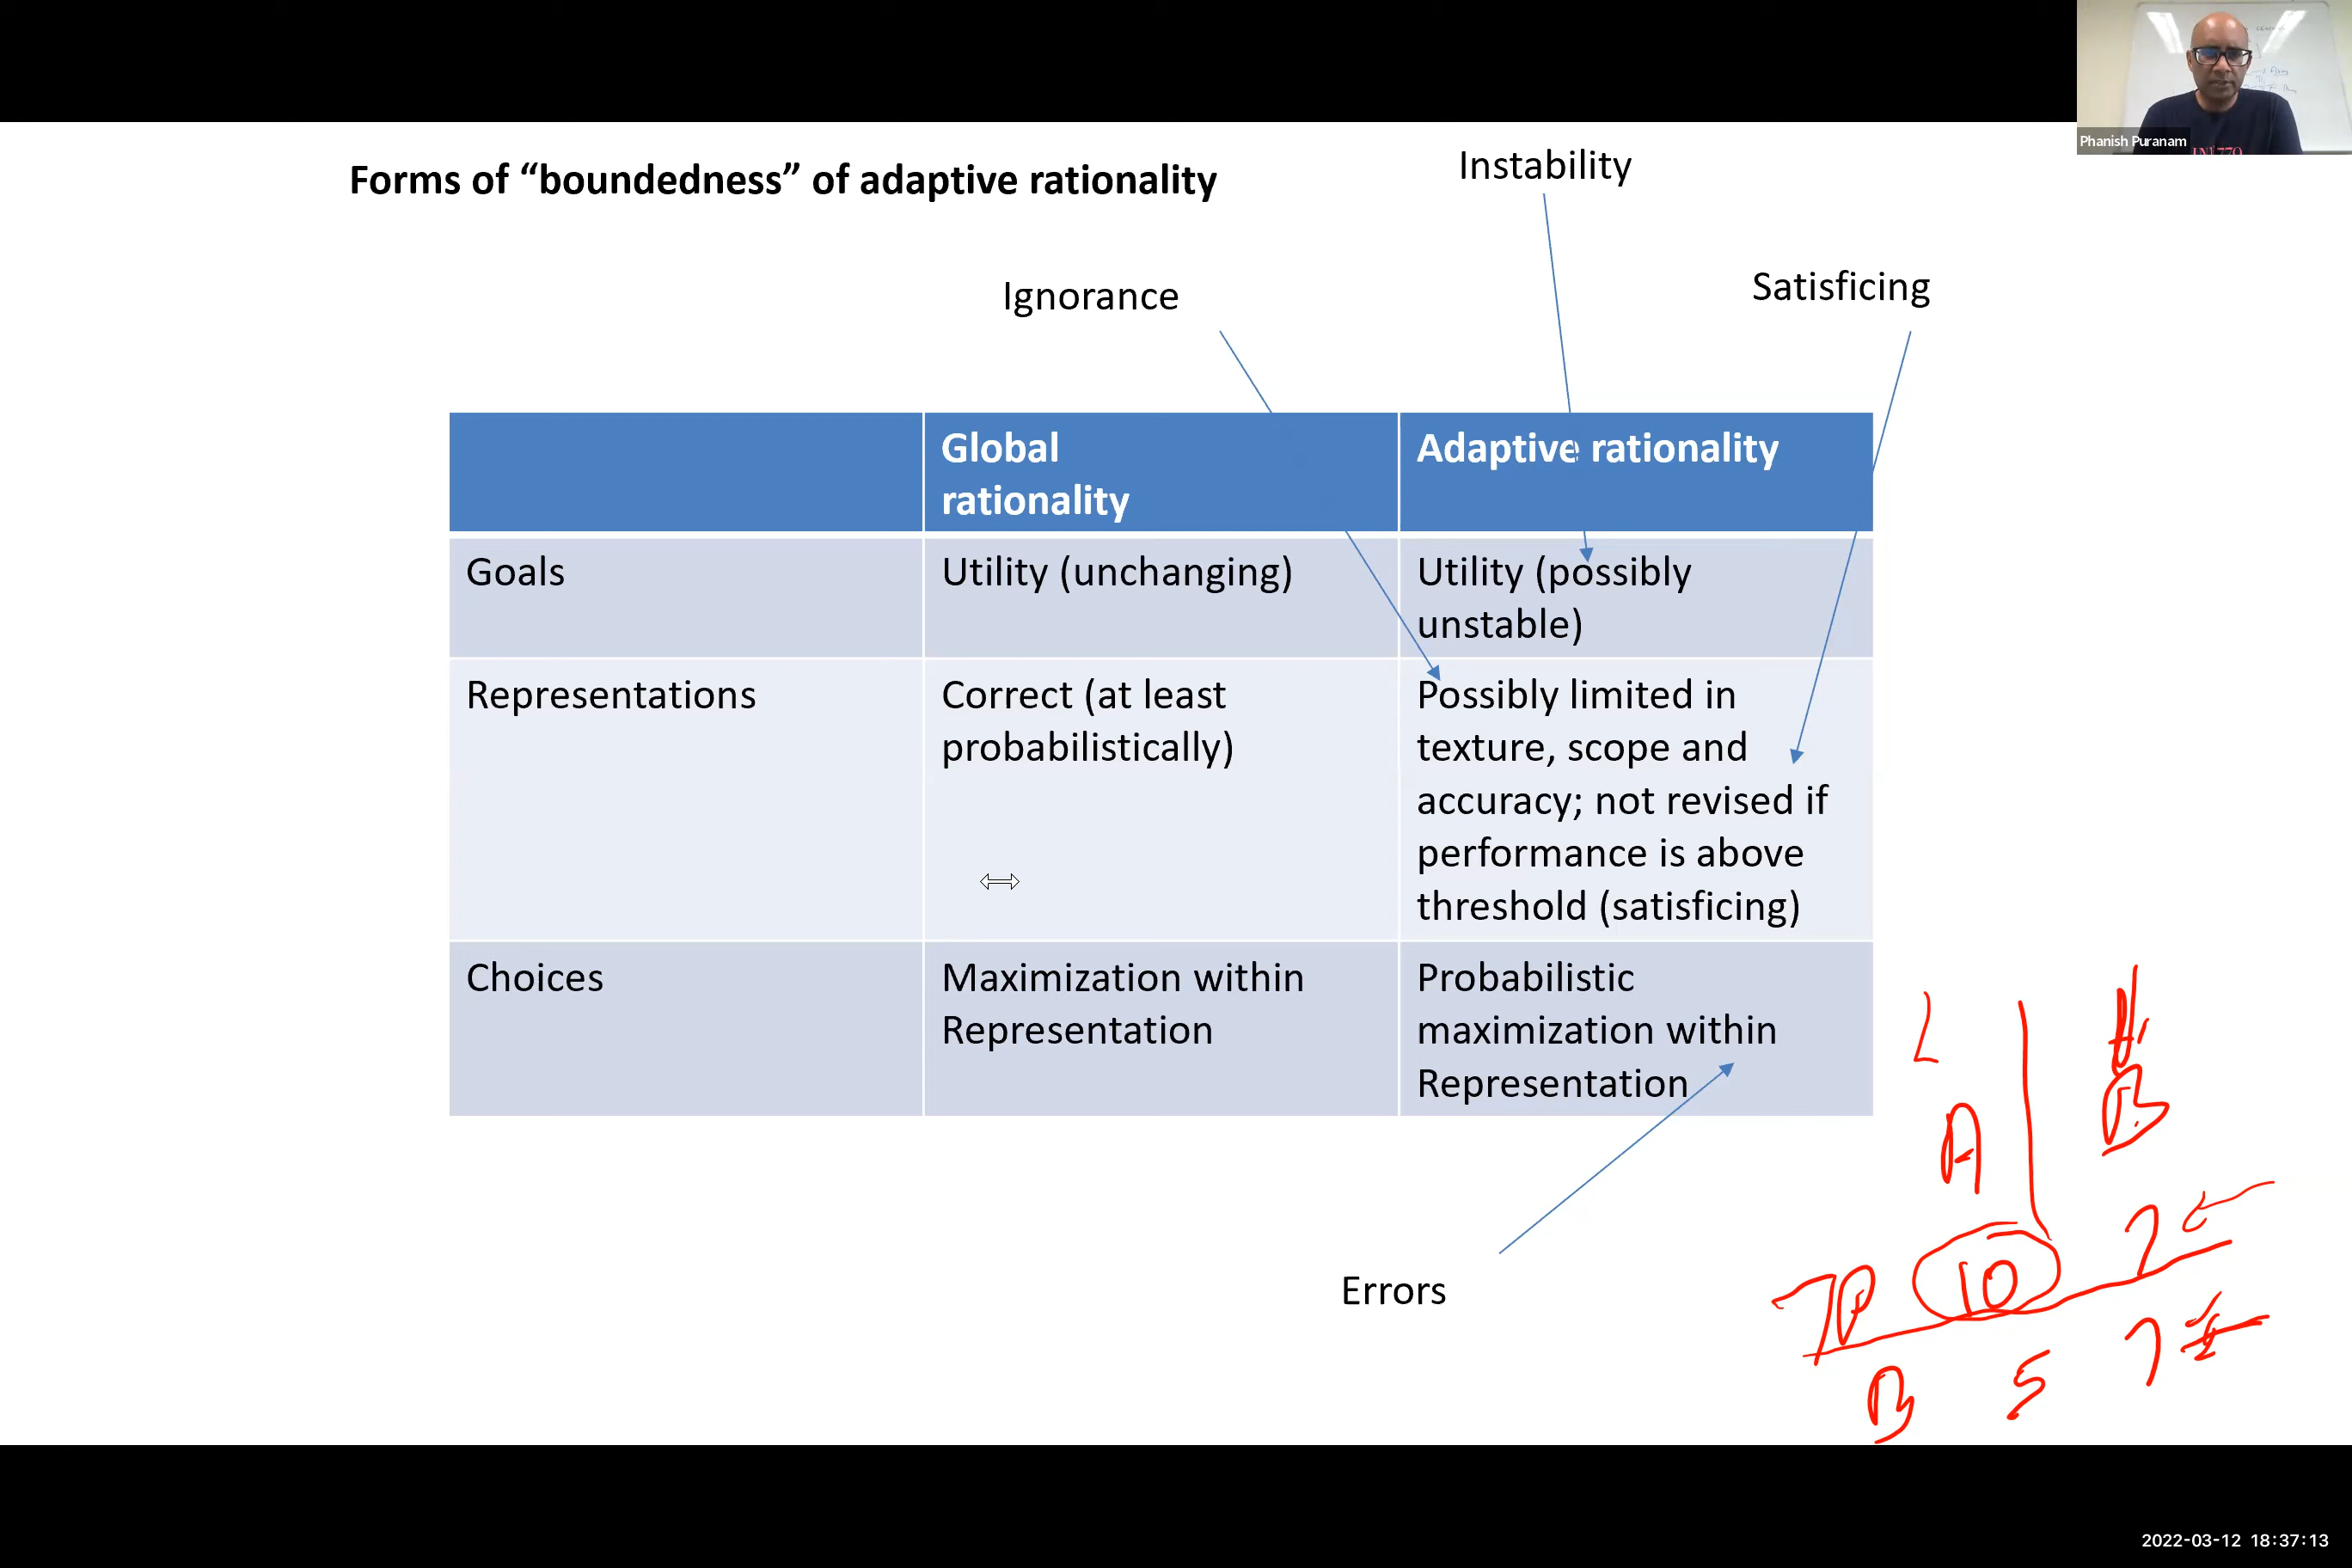 Phanish Puranam
Forms of “boundedness” of adaptive rationality
Instability
Ignorance
Satisficing
Global
rationality
Adaptive rationality
Goals
Utility (unchanging)
Utility (possibly
unstable)
Representations
Correct (at least
probabilistically)
Possibly limited in
texture, scope and
accuracy; not revised if
performance is above
threshold (satisficing)
Choices
Maximization within
Representation
Probabilistic
maximization within
Representation
Errors
A
B
10
B
5
2022-03-12 18:37:13